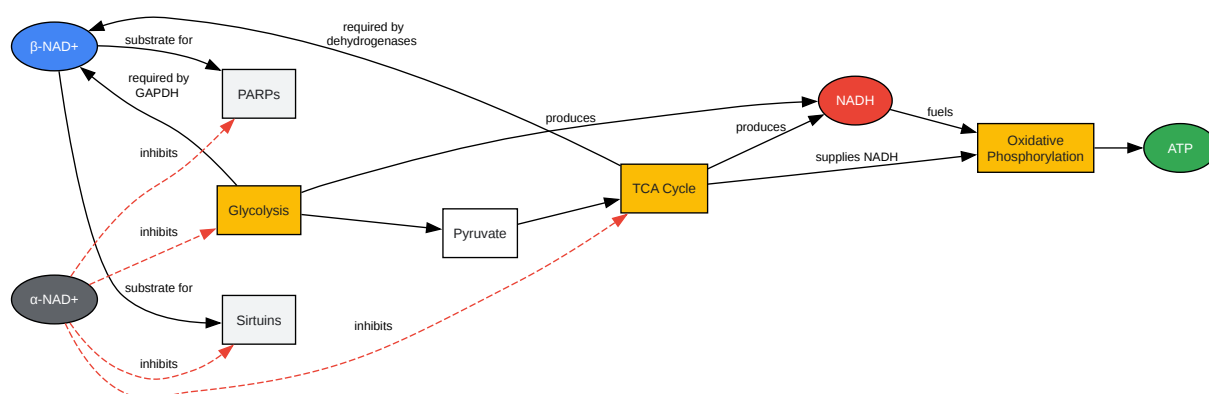 required by
dehydrogenases
β-NAD+
substrate for
required by
GAPDH
PARPs
NADH
produces
fuels
produces
Oxidative
Phosphorylation
ATP
inhibits
supplies NADH
TCA Cycle
Glycolysis
inhibits
Pyruvate
substrate for
α-NAD+
Sirtuins
inhibits
inhibits